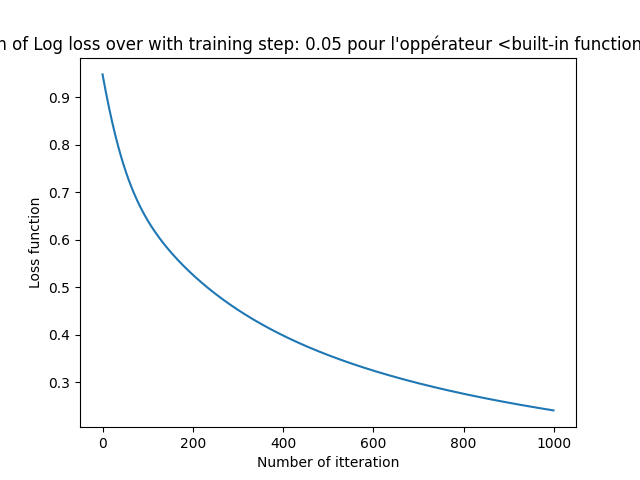 n of Log loss over with training step: 0.05 pour l'oppérateur <built-in function
0.9
0.8
0.7
0.6
0.5
0.4
0.3
Loss function
0 200 400 600 800 1000
Number of itteration